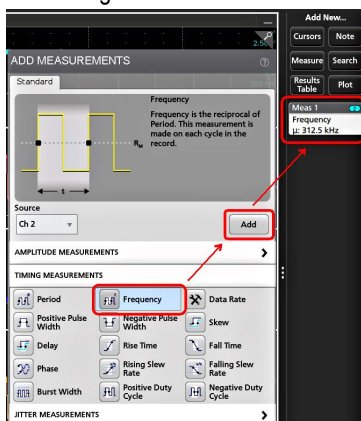 Add New...
Cursors Note
Measure Search
Results Table Plot
Meas 1 2
Frequency
μ: 312.5 kHz
ADD MEASUREMENTS
Standard
Frequency
Frequency is the reciprocal of
Period. This measurement is
made on each cycle in the
record.
t
Source
Ch 2
Add
AMPLITUDE MEASUREMENTS
TIMING MEASUREMENTS
Period Frequency Data Rate
Positive Pulse Width Negative Pulse Width Skew
Delay Rise Time Fall Time
Phase Rising Slew Rate Falling Slew Rate
Burst Width Positive Duty Cycle Negative Duty Cycle
JITTER MEASUREMENTS